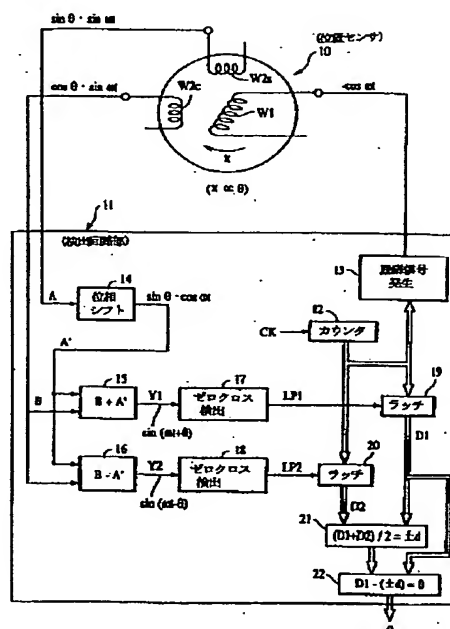 sin θ · sin ωt
(位置センサ)
10
W2s
cos θ · sin ωt
W2c
-cos ωt
W1
x
(x ∝ θ)
11
(検出回路部)
14
13
位相
シフト
sin θ · cos ωt
励磁信号
発生
A
12
CK
カウンタ
A'
15
17
19
B
B + A'
Y1
ゼロクロス
検出
LP1
ラッチ
sin (ωt+θ)
D1
16
18
20
B - A'
Y2
ゼロクロス
検出
LP2
ラッチ
sin (ωt-θ)
D2
21
(D1+D2) / 2 = ±d
22
D1 - (±d) = θ
θ